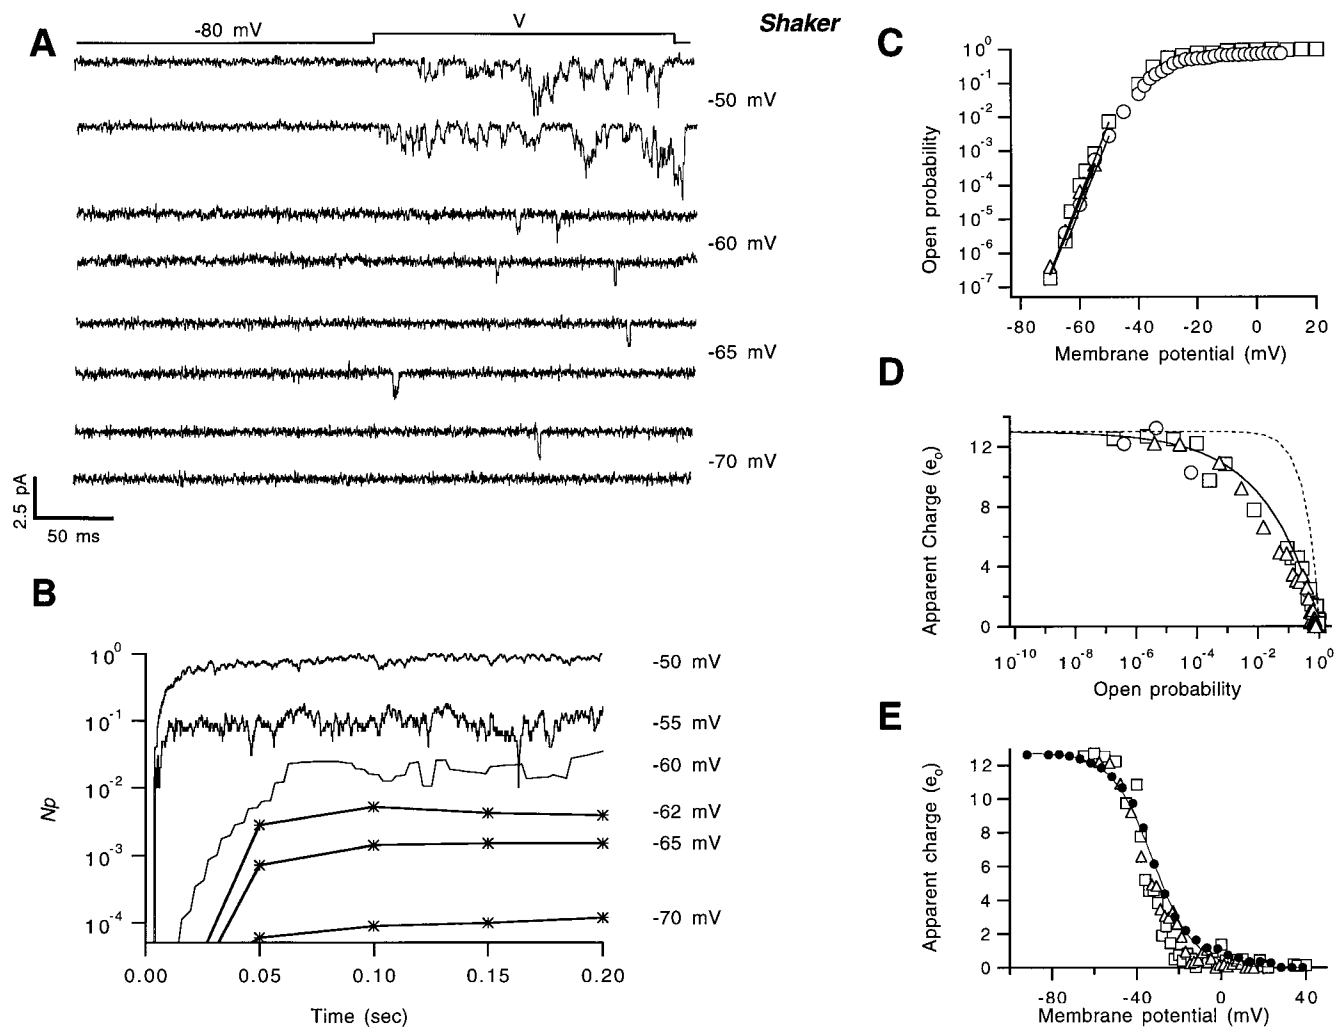 Shaker
A
-80 mV
V
-50 mV
-60 mV
-65 mV
-70 mV
2.5 pA
50 ms
B
Np
10^0
10^-1
10^-2
10^-3
10^-4
-50 mV
-55 mV
-60 mV
-62 mV
-65 mV
-70 mV
0.00 0.05 0.10 0.15 0.20
Time (sec)
C
Open probability
10^0
10^-1
10^-2
10^-3
10^-4
10^-5
10^-6
10^-7
-80 -60 -40 -20 0 20
Membrane potential (mV)
D
Apparent Charge (e_o)
12
8
4
0
10^-10 10^-8 10^-6 10^-4 10^-2 10^0
Open probability
E
Apparent charge (e_o)
12
10
8
6
4
2
0
-80 -40 0 40
Membrane potential (mV)